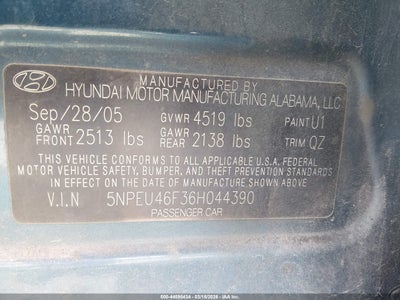 MANUFACTURED BY
HYUNDAI MOTOR MANUFACTURING ALABAMA, LLC
Sep/28/05 GVWR 4519 lbs PAINT U1
GAWR FRONT 2513 lbs GAWR REAR 2138 lbs TRIM QZ
THIS VEHICLE CONFORMS TO ALL APPLICABLE U.S.A. FEDERAL
MOTOR VEHICLE SAFETY, BUMPER, AND THEFT PREVENTION
STANDARDS IN EFFECT ON THE DATE OF
MANUFACTURE SHOWN ABOVE.
V.I.N 5NPEU46F36H044390
PASSENGER CAR